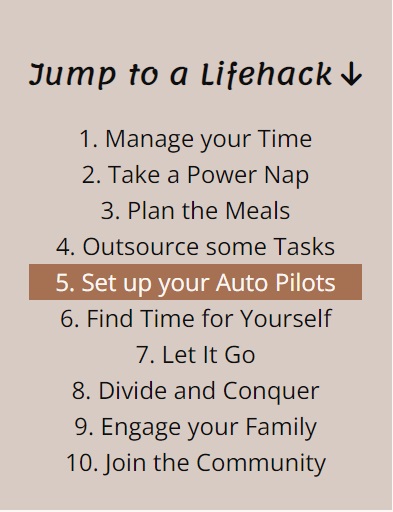 Jump to a Lifehack ↓
1. Manage your Time
2. Take a Power Nap
3. Plan the Meals
4. Outsource some Tasks
5. Set up your Auto Pilots
6. Find Time for Yourself
7. Let It Go
8. Divide and Conquer
9. Engage your Family
10. Join the Community